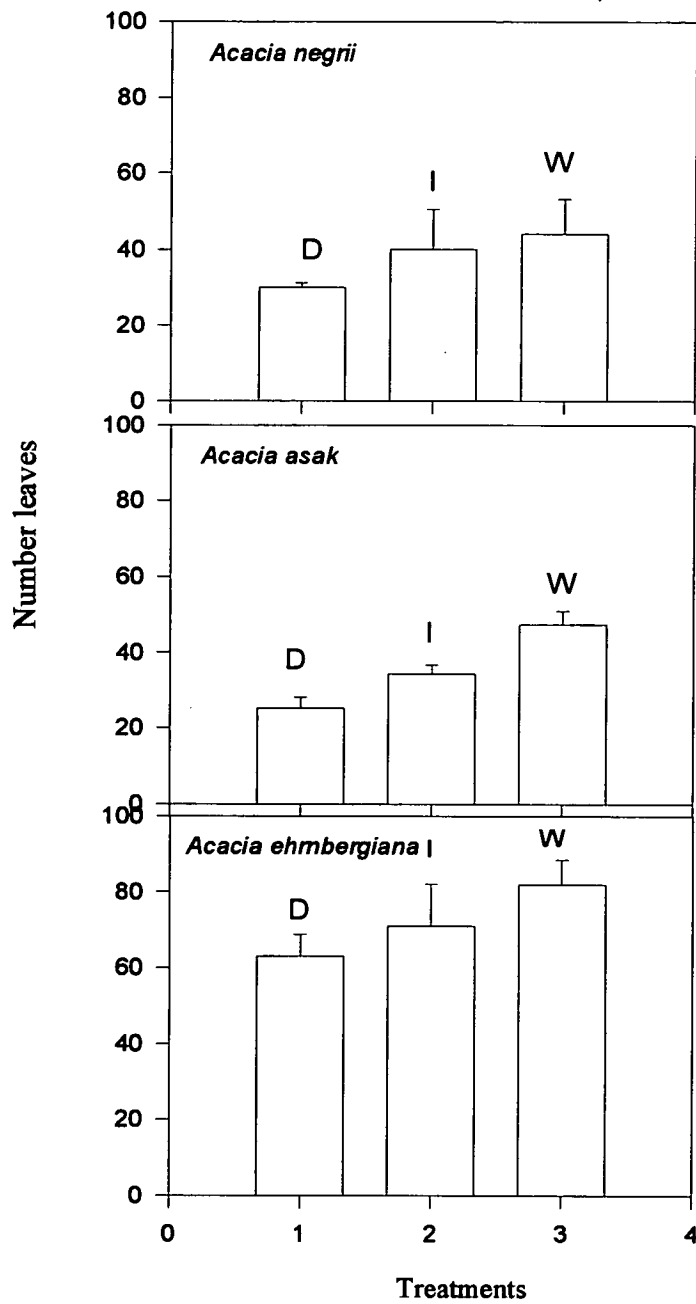 Number leaves
100
Acacia negrii
80
60
40
20
0
D
I
W
100
Acacia asak
80
60
40
20
0
D
I
W
100
Acacia ehrnbergiana
80
60
40
20
0
D
I
W
0 1 2 3 4
Treatments